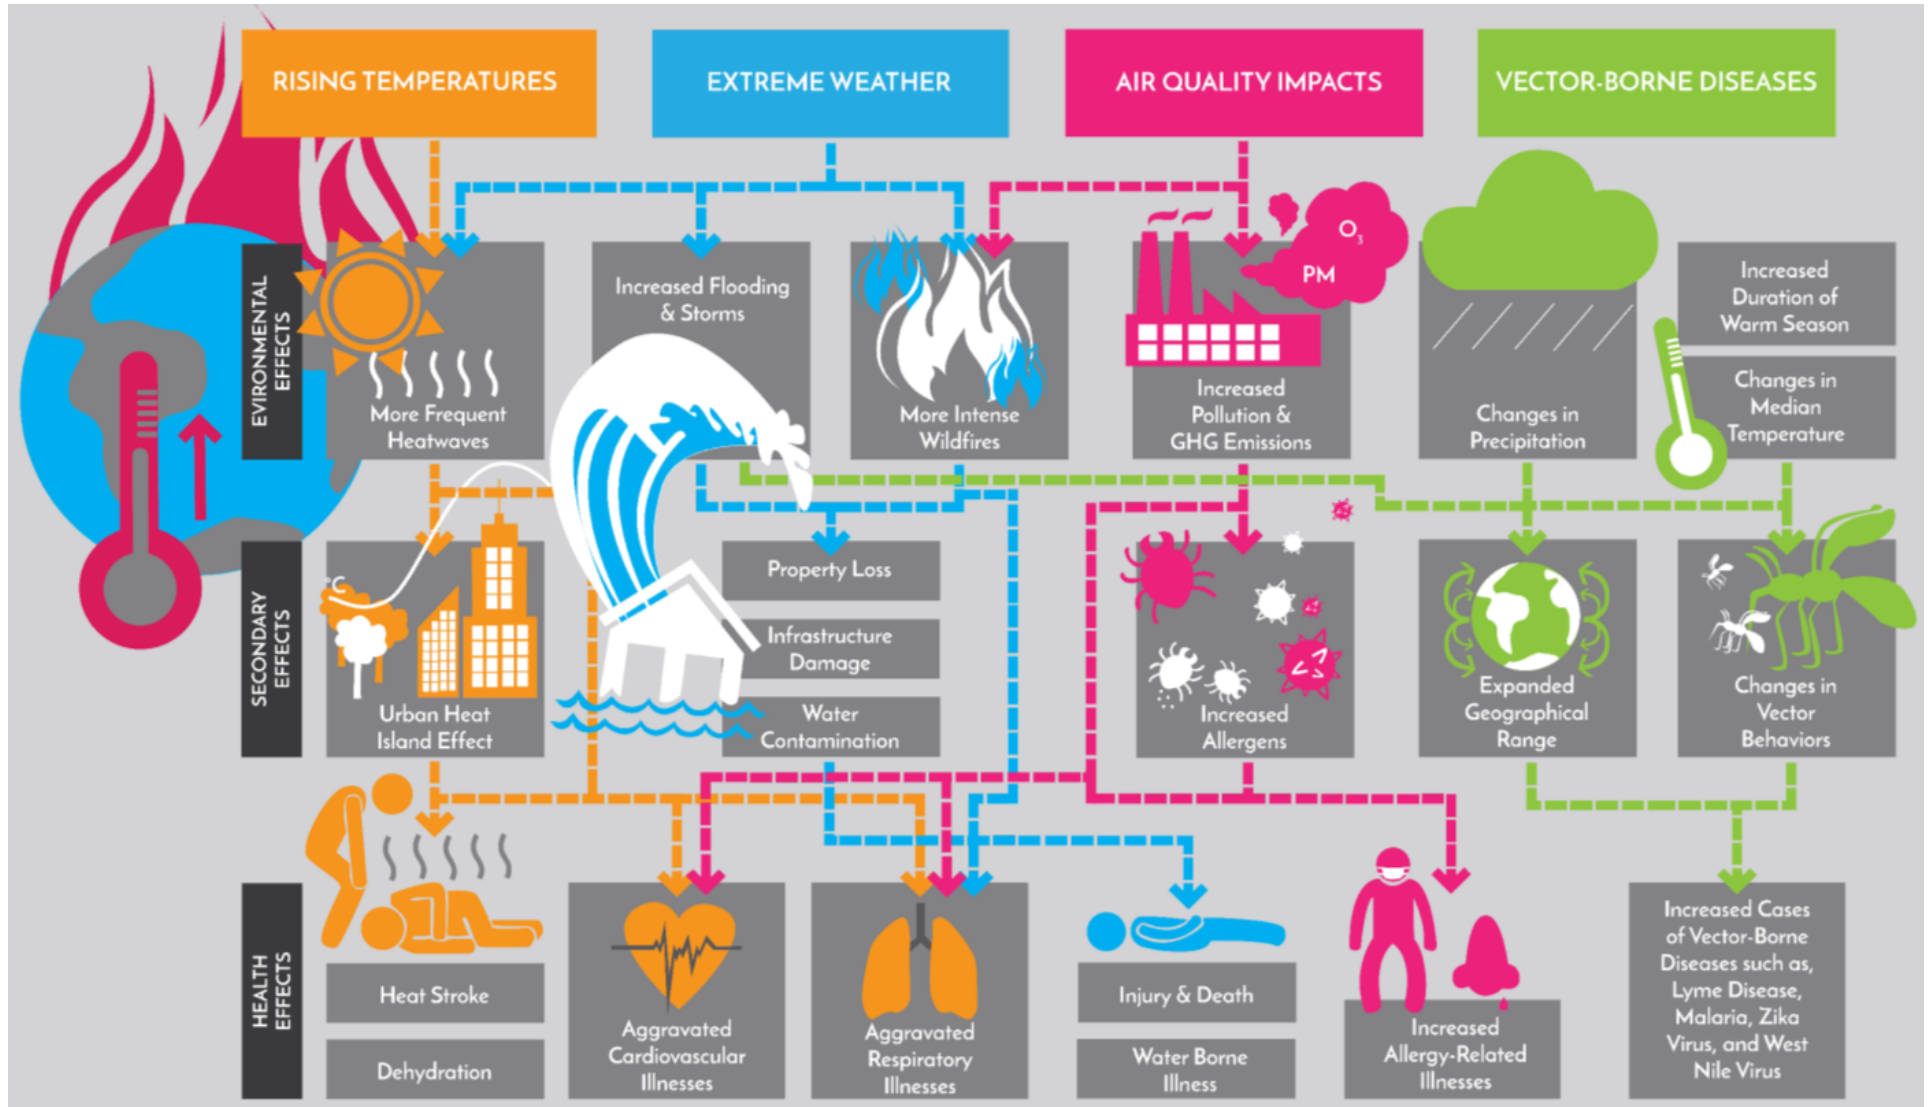 RISING TEMPERATURES
EXTREME WEATHER
AIR QUALITY IMPACTS
VECTOR-BORNE DISEASES
EVIRONMENTAL
EFFECTS
More Frequent
Heatwaves
Increased Flooding
& Storms
More Intense
Wildfires
O3
PM
Increased
Pollution &
GHG Emissions
Changes in
Precipitation
Increased
Duration of
Warm Season
Changes in
Median
Temperature
SECONDARY
EFFECTS
°C
Urban Heat
Island Effect
Property Loss
Infrastructure
Damage
Water
Contamination
Increased
Allergens
Expanded
Geographical
Range
Changes in
Vector
Behaviors
HEALTH
EFFECTS
Heat Stroke
Dehydration
Aggravated
Cardiovascular
Illnesses
Aggravated
Respiratory
Illnesses
Injury & Death
Water Borne
Illness
Increased
Allergy-Related
Illnesses
Increased Cases
of Vector-Borne
Diseases such as,
Lyme Disease,
Malaria, Zika
Virus, and West
Nile Virus